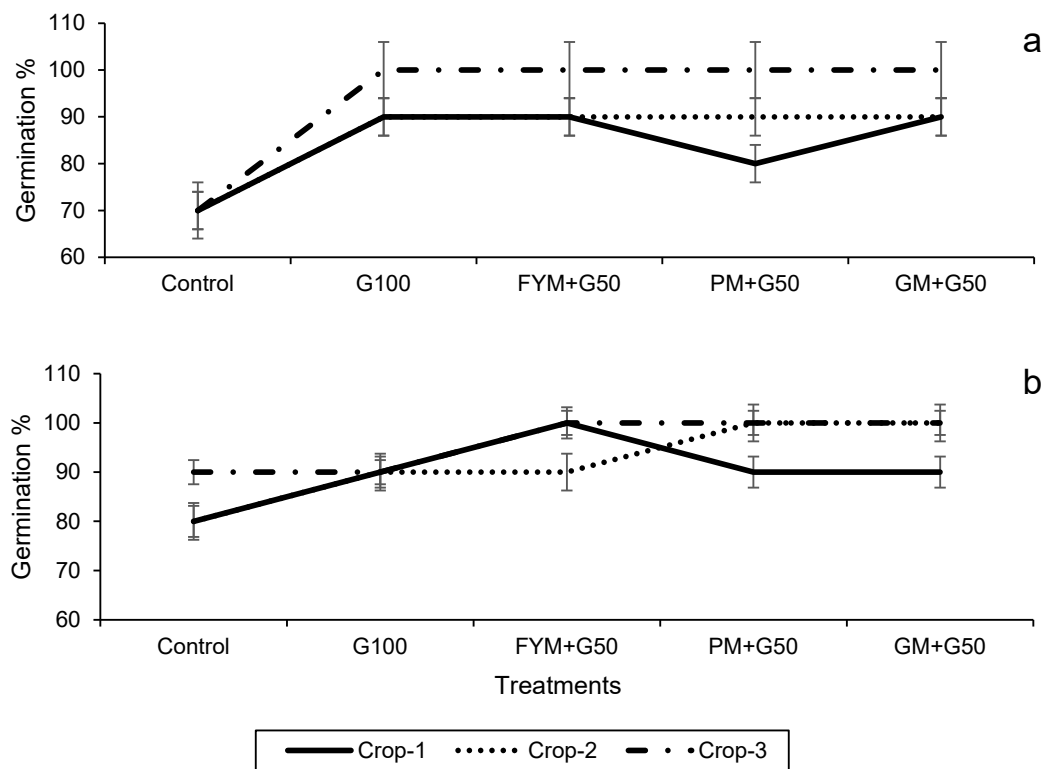 a
Germination %
110
100
90
80
70
60
Control G100 FYM+G50 PM+G50 GM+G50
b
Germination %
110
100
90
80
70
60
Control G100 FYM+G50 PM+G50 GM+G50
Treatments
Crop-1 Crop-2 Crop-3